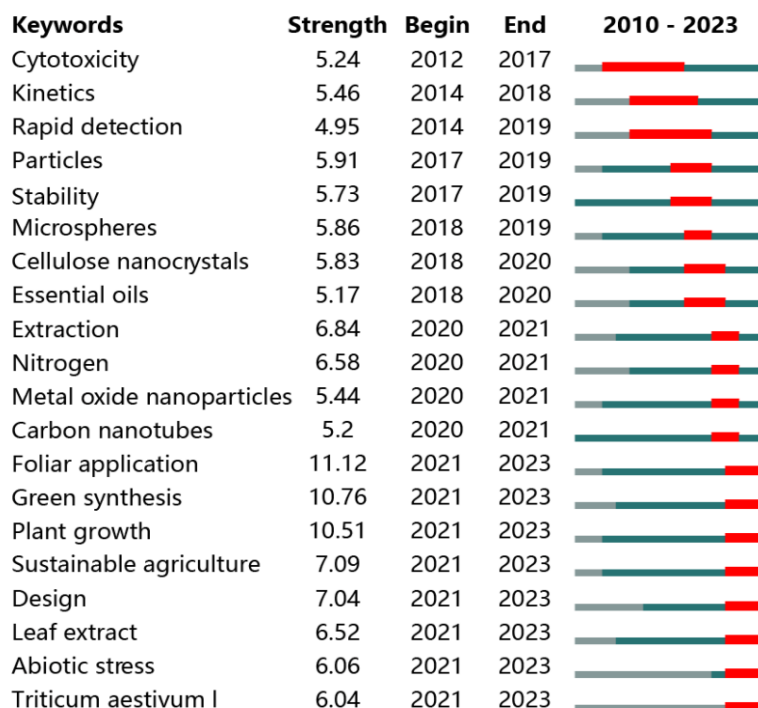 Keywords Strength Begin End 2010 - 2023
Cytotoxicity 5.24 2012 2017
Kinetics 5.46 2014 2018
Rapid detection 4.95 2014 2019
Particles 5.91 2017 2019
Stability 5.73 2017 2019
Microspheres 5.86 2018 2019
Cellulose nanocrystals 5.83 2018 2020
Essential oils 5.17 2018 2020
Extraction 6.84 2020 2021
Nitrogen 6.58 2020 2021
Metal oxide nanoparticles 5.44 2020 2021
Carbon nanotubes 5.2 2020 2021
Foliar application 11.12 2021 2023
Green synthesis 10.76 2021 2023
Plant growth 10.51 2021 2023
Sustainable agriculture 7.09 2021 2023
Design 7.04 2021 2023
Leaf extract 6.52 2021 2023
Abiotic stress 6.06 2021 2023
Triticum aestivum l 6.04 2021 2023